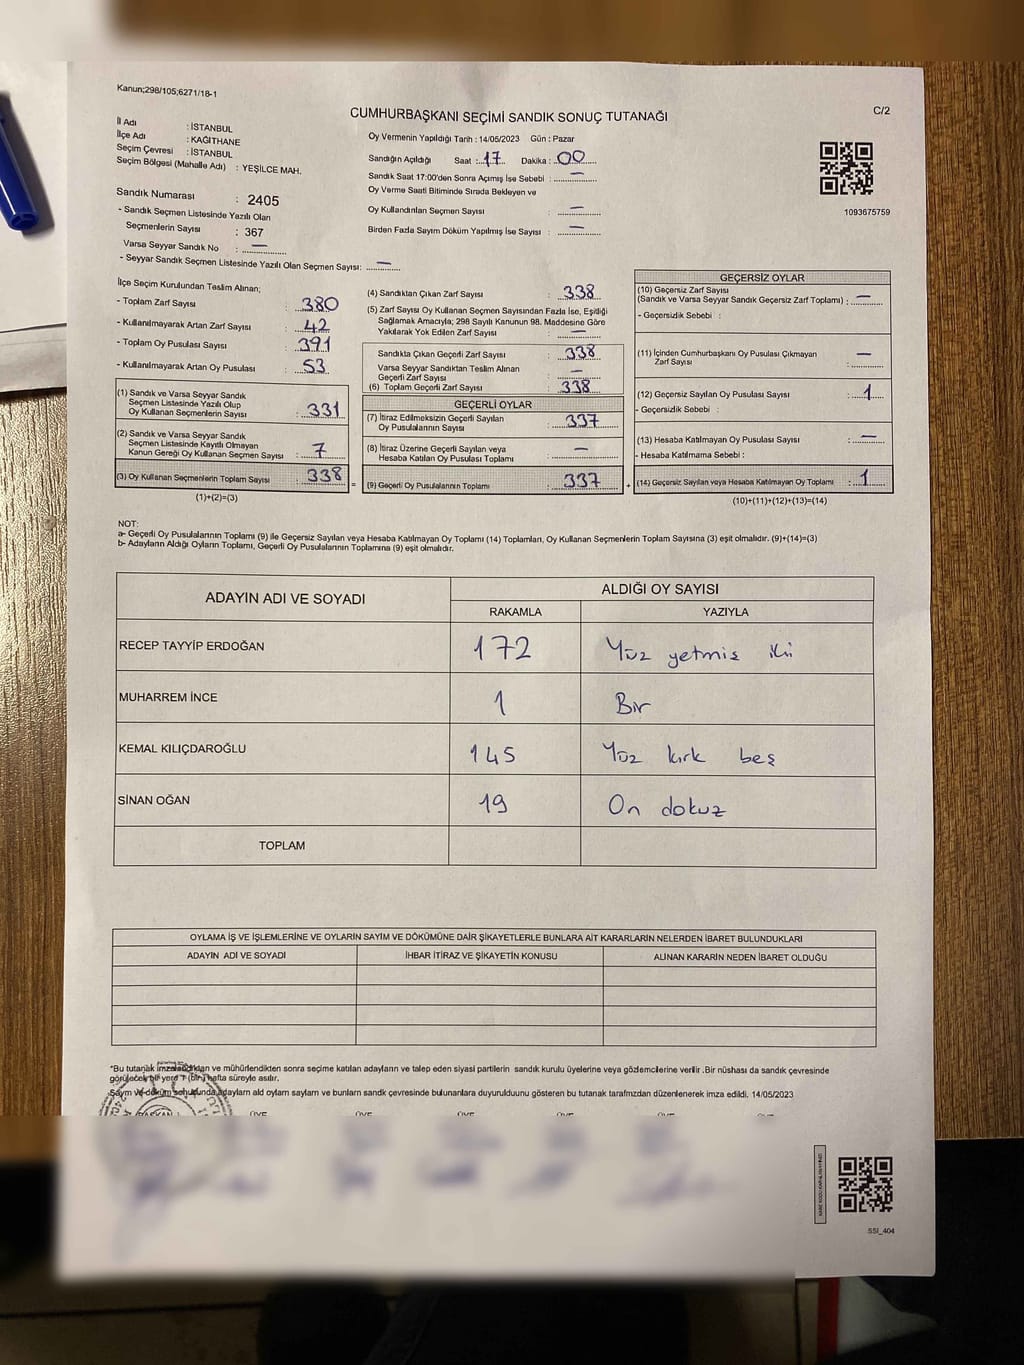 Kanun;298/105;6271/18-1
CUMHURBAŞKANI SEÇİMİ SANDIK SONUÇ TUTANAĞI
C/2
İl Adı : İSTANBUL
İlçe Adı : KAĞITHANE
Seçim Çevresi : İSTANBUL
Seçim Bölgesi (Mahalle Adı) : YEŞİLCE MAH.
Sandık Numarası : 2405
- Sandık Seçmen Listesinde Yazılı Olan
Seçmenlerin Sayısı : 367
Varsa Seyyar Sandık No : —
- Seyyar Sandık Seçmen Listesinde Yazılı Olan Seçmen Sayısı: —
Oy Vermenin Yapıldığı Tarih : 14/05/2023 Gün : Pazar
Sandığın Açıldığı Saat : 17 Dakika : 00
Sandık Saat 17:00'den Sonra Açımış İse Sebebi : —
Oy Verme Saati Bitiminde Sırada Bekleyen ve
Oy Kullandırılan Seçmen Sayısı : —
Birden Fazla Sayım Döküm Yapılmış İse Sayısı : —
1093675759
İlçe Seçim Kurulundan Teslim Alınan;
- Toplam Zarf Sayısı : 380
- Kullanılmayarak Artan Zarf Sayısı : 42
- Toplam Oy Pusulası Sayısı : 391
- Kullanılmayarak Artan Oy Pusulası : 53
(1) Sandık ve Varsa Seyyar Sandık
Seçmen Listesinde Yazılı Olup
Oy Kullanan Seçmenlerin Sayısı : 331
(2) Sandık ve Varsa Seyyar Sandık
Seçmen Listesinde Kayıtlı Olmayan
Kanun Gereği Oy Kullanan Seçmen Sayısı : 7
(3) Oy Kullanan Seçmenlerin Toplam Sayısı : 338
(1)+(2)=(3)
=
(4) Sandıktan Çıkan Zarf Sayısı : 338
(5) Zarf Sayısı Oy Kullanan Seçmen Sayısından Fazla İse, Eşitliği
Sağlamak Amacıyla; 298 Sayılı Kanunun 98. Maddesine Göre
Yakılarak Yok Edilen Zarf Sayısı : —
Sandıkta Çıkan Geçerli Zarf Sayısı : 338
Varsa Seyyar Sandıktan Teslim Alınan
Geçerli Zarf Sayısı : —
(6) Toplam Geçerli Zarf Sayısı : 338
GEÇERLİ OYLAR
(7) İtiraz Edilmeksizin Geçerli Sayılan
Oy Pusulalarının Sayısı : 337
(8) İtiraz Üzerine Geçerli Sayılan veya
Hesaba Katılan Oy Pusulası Toplamı : —
(9) Geçerli Oy Pusulalarının Toplamı : 337
+
GEÇERSİZ OYLAR
(10) Geçersiz Zarf Sayısı
(Sandık ve Varsa Seyyar Sandık Geçersiz Zarf Toplamı) : —
- Geçersidik Sebebi :
(11) İçinden Cumhurbaşkanı Oy Pusulası Çıkmayan
Zarf Sayısı : —
(12) Geçersiz Sayılan Oy Pusulası Sayısı : 1
- Geçersidik Sebebi :
(13) Hesaba Katılmayan Oy Pusulası Sayısı : —
- Hesaba Katılmama Sebebi :
(14) Geçersiz Sayılan veya Hesaba Katılmayan Oy Toplamı : 1
(10)+(11)+(12)+(13)=(14)
NOT:
a- Geçerli Oy Pusulalarının Toplamı (9) ile Geçersiz Sayılan veya Hesaba Katılmayan Oy Toplamı (14) Toplamları, Oy Kullanan Seçmenlerin Toplam Sayısına (3) eşit olmalıdır. (9)+(14)=(3)
b- Adayların Aldığı Oyların Toplamı, Geçerli Oy Pusulalarının Toplamına (9) eşit olmalıdır.
ADAYIN ADI VE SOYADI
ALDIĞI OY SAYISI
RAKAMLA YAZIYLA
RECEP TAYYİP ERDOĞAN 172 Yüz yetmiş iki
MUHARREM İNCE 1 Bir
KEMAL KILIÇDAROĞLU 145 Yüz kırk beş
SİNAN OĞAN 19 On dokuz
TOPLAM
OYLAMA İŞ VE İŞLEMLERİNE VE OYLARIN SAYIM VE DÖKÜMÜNE DAİR ŞİKAYETLERLE BUNLARA AİT KARARLARIN NELERDEN İBARET BULUNDUKLARI
ADAYIN ADI VE SOYADI İHBAR İTİRAZ VE ŞİKAYETİN KONUSU ALINAN KARARIN NEDEN İBARET OLDUĞU
*Bu tutanak imzalandıktan ve mühürlendikten sonra seçime katılan adayların ve talep eden siyasi partilerin sandık kurulu üyelerine veya gözlemcilerine verilir .Bir nüshası da sandık çevresinde
görülecek bir yere 1 (bir) hafta süreyle asılır.
Sayım ve döküm sonunda adayların ald oyların sayları ve bunların sandk çevresinde bulunanlara duyurulduunu gösteren bu tutanak tarafmzdan düzenlenerek imza edildi. 14/05/2023
BAŞKAN ÜYE ÜYE ÜYE ÜYE ÜYE
SSİ_404